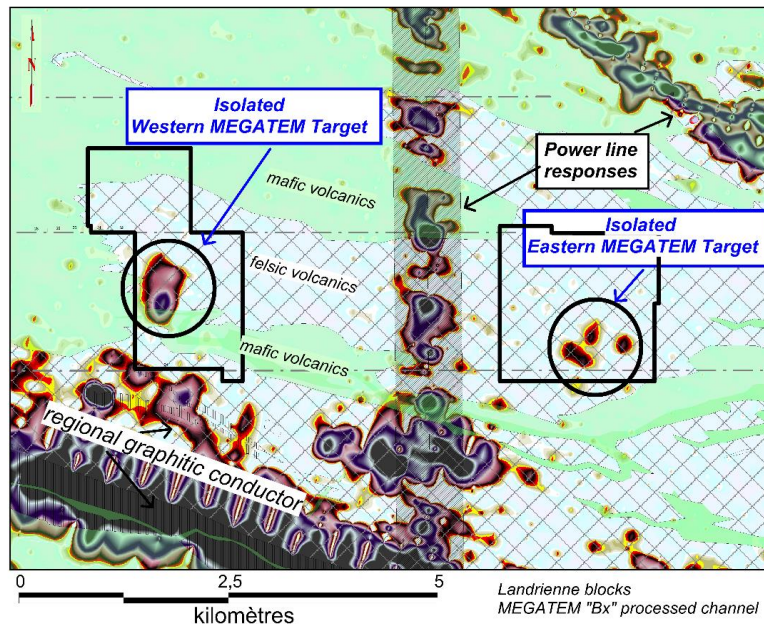 N
Isolated
Western MEGATEM Target
Power line
responses
mafic volcanics
Isolated
Eastern MEGATEM Target
felsic volcanics
mafic volcanics
regional graphitic conductor
0
2,5
5
kilomètres
Landrienne blocks
MEGATEM "Bx" processed channel